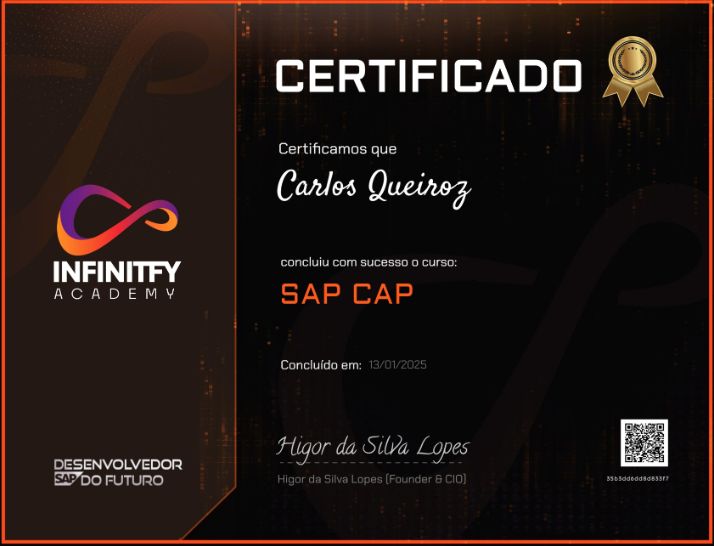 CERTIFICADO
Certificamos que
Carlos Queiroz
INFINITFY
ACADEMY
concluiu com sucesso o curso:
SAP CAP
Concluído em: 13/01/2025
Higor da Silva Lopes
Higor da Silva Lopes (Founder & CIO)
DESENVOLVEDOR
SAP DO FUTURO
35b3dd6dd8d833f7